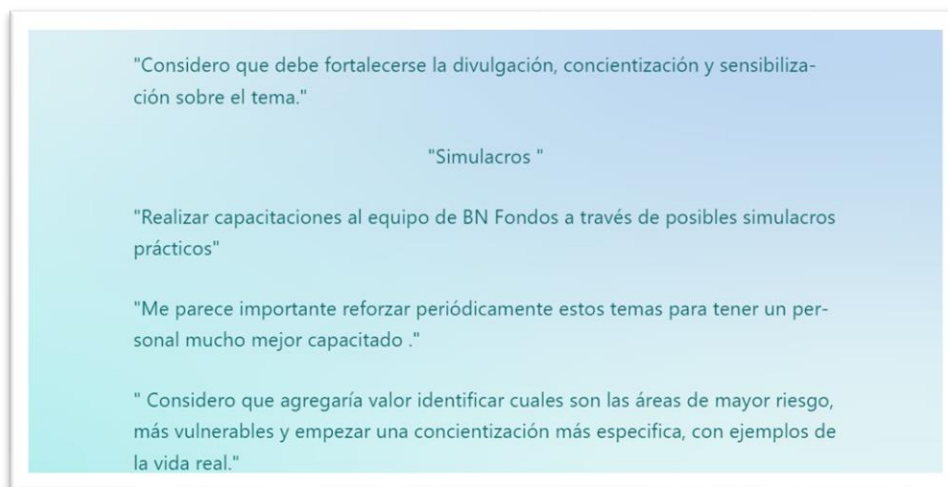 "Considero que debe fortalecerse la divulgación, concientización y sensibiliza-
ción sobre el tema."
"Simulacros "
"Realizar capacitaciones al equipo de BN Fondos a través de posibles simulacros
prácticos"
"Me parece importante reforzar periódicamente estos temas para tener un per-
sonal mucho mejor capacitado ."
" Considero que agregaría valor identificar cuales son las áreas de mayor riesgo,
más vulnerables y empezar una concientización más especifica, con ejemplos de
la vida real."